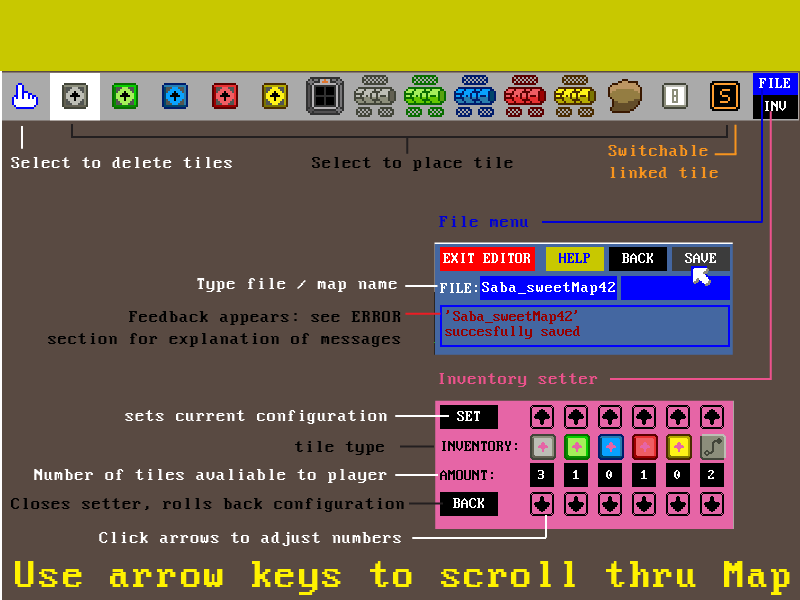 FILE
INV
8
S
Select to delete tiles
Select to place tile
Switchable
linked tile
File menu
EXIT EDITOR HELP BACK SAVE
Type file / map name
FILE:Saba_sweetMap42
Feedback appears: see ERROR
section for explanation of messages
'Saba_sweetMap42'
succesfully saved
Inventory setter
sets current configuration
SET
tile type
INVENTORY:
Number of tiles avaliable to player
AMOUNT: 3 1 0 1 0 2
Closes setter, rolls back configuration
BACK
Click arrows to adjust numbers
Use arrow keys to scroll thru Map